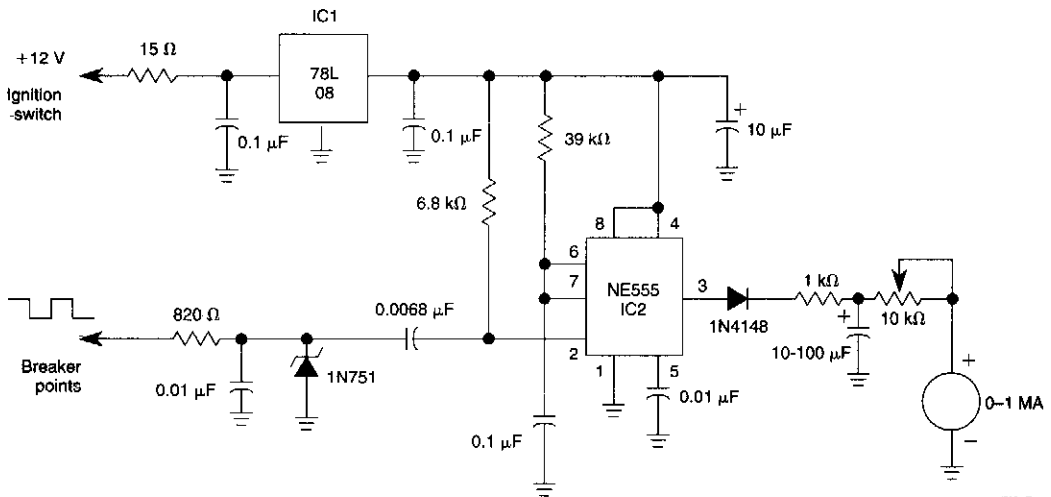 IC1
+12 V
Ignition
-switch
15 Ω
78L
08
0.1 µF
0.1 µF
39 kΩ
10 µF
6.8 kΩ
8
4
6
7
2
3
1
5
NE555
IC2
1 kΩ
1N4148
10 kΩ
10-100 µF
+
+
+
−
0–1 MA
820 Ω
0.0068 µF
Breaker
points
0.01 µF
1N751
0.01 µF
0.1 µF